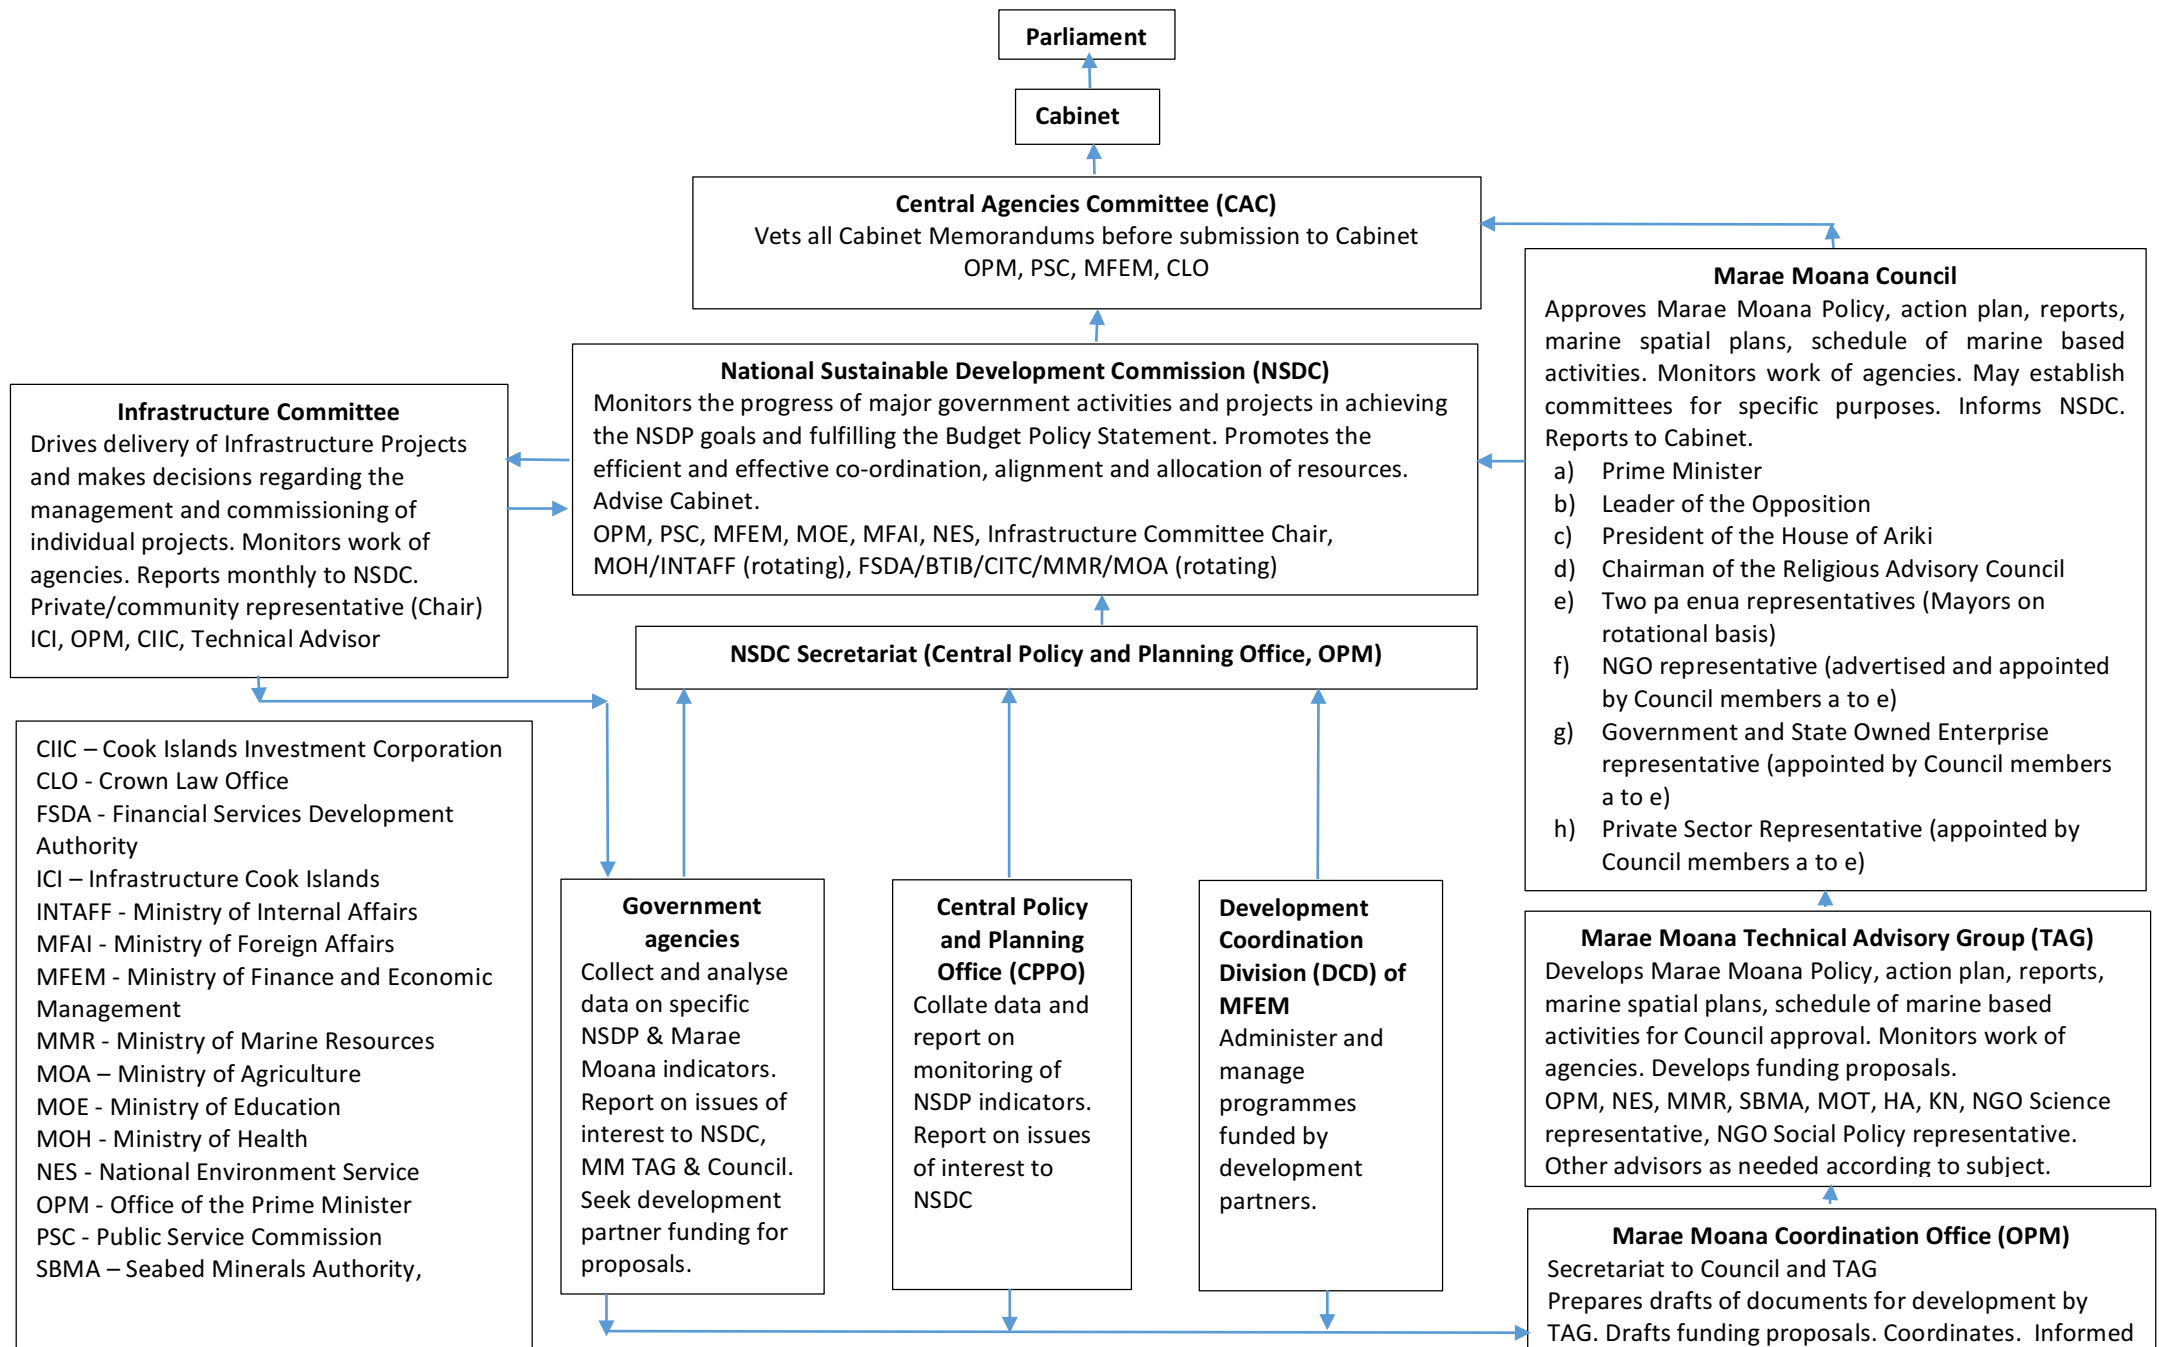 Parliament
Cabinet
Central Agencies Committee (CAC)
Vets all Cabinet Memorandums before submission to Cabinet
OPM, PSC, MFEM, CLO
National Sustainable Development Commission (NSDC)
Monitors the progress of major government activities and projects in achieving
the NSDP goals and fulfilling the Budget Policy Statement. Promotes the
efficient and effective co-ordination, alignment and allocation of resources.
Advise Cabinet.
OPM, PSC, MFEM, MOE, MFAI, NES, Infrastructure Committee Chair,
MOH/INTAFF (rotating), FSDA/BTIB/CITC/MMR/MOA (rotating)
Infrastructure Committee
Drives delivery of Infrastructure Projects
and makes decisions regarding the
management and commissioning of
individual projects. Monitors work of
agencies. Reports monthly to NSDC.
Private/community representative (Chair)
ICI, OPM, CIIC, Technical Advisor
NSDC Secretariat (Central Policy and Planning Office, OPM)
Marae Moana Council
Approves Marae Moana Policy, action plan, reports,
marine spatial plans, schedule of marine based
activities. Monitors work of agencies. May establish
committees for specific purposes. Informs NSDC.
Reports to Cabinet.
a) Prime Minister
b) Leader of the Opposition
c) President of the House of Ariki
d) Chairman of the Religious Advisory Council
e) Two pa enua representatives (Mayors on
rotational basis)
f) NGO representative (advertised and appointed
by Council members a to e)
g) Government and State Owned Enterprise
representative (appointed by Council members
a to e)
h) Private Sector Representative (appointed by
Council members a to e)
CIIC – Cook Islands Investment Corporation
CLO - Crown Law Office
FSDA - Financial Services Development
Authority
ICI – Infrastructure Cook Islands
INTAFF - Ministry of Internal Affairs
MFAI - Ministry of Foreign Affairs
MFEM - Ministry of Finance and Economic
Management
MMR - Ministry of Marine Resources
MOA – Ministry of Agriculture
MOE - Ministry of Education
MOH - Ministry of Health
NES - National Environment Service
OPM - Office of the Prime Minister
PSC - Public Service Commission
SBMA – Seabed Minerals Authority,
Government
agencies
Collect and analyse
data on specific
NSDP & Marae
Moana indicators.
Report on issues of
interest to NSDC,
MM TAG & Council.
Seek development
partner funding for
proposals.
Central Policy
and Planning
Office (CPPO)
Collate data and
report on
monitoring of
NSDP indicators.
Report on issues
of interest to
NSDC
Development
Coordination
Division (DCD) of
MFEM
Administer and
manage
programmes
funded by
development
partners.
Marae Moana Technical Advisory Group (TAG)
Develops Marae Moana Policy, action plan, reports,
marine spatial plans, schedule of marine based
activities for Council approval. Monitors work of
agencies. Develops funding proposals.
OPM, NES, MMR, SBMA, MOT, HA, KN, NGO Science
representative, NGO Social Policy representative.
Other advisors as needed according to subject.
Marae Moana Coordination Office (OPM)
Secretariat to Council and TAG
Prepares drafts of documents for development by
TAG. Drafts funding proposals. Coordinates. Informed